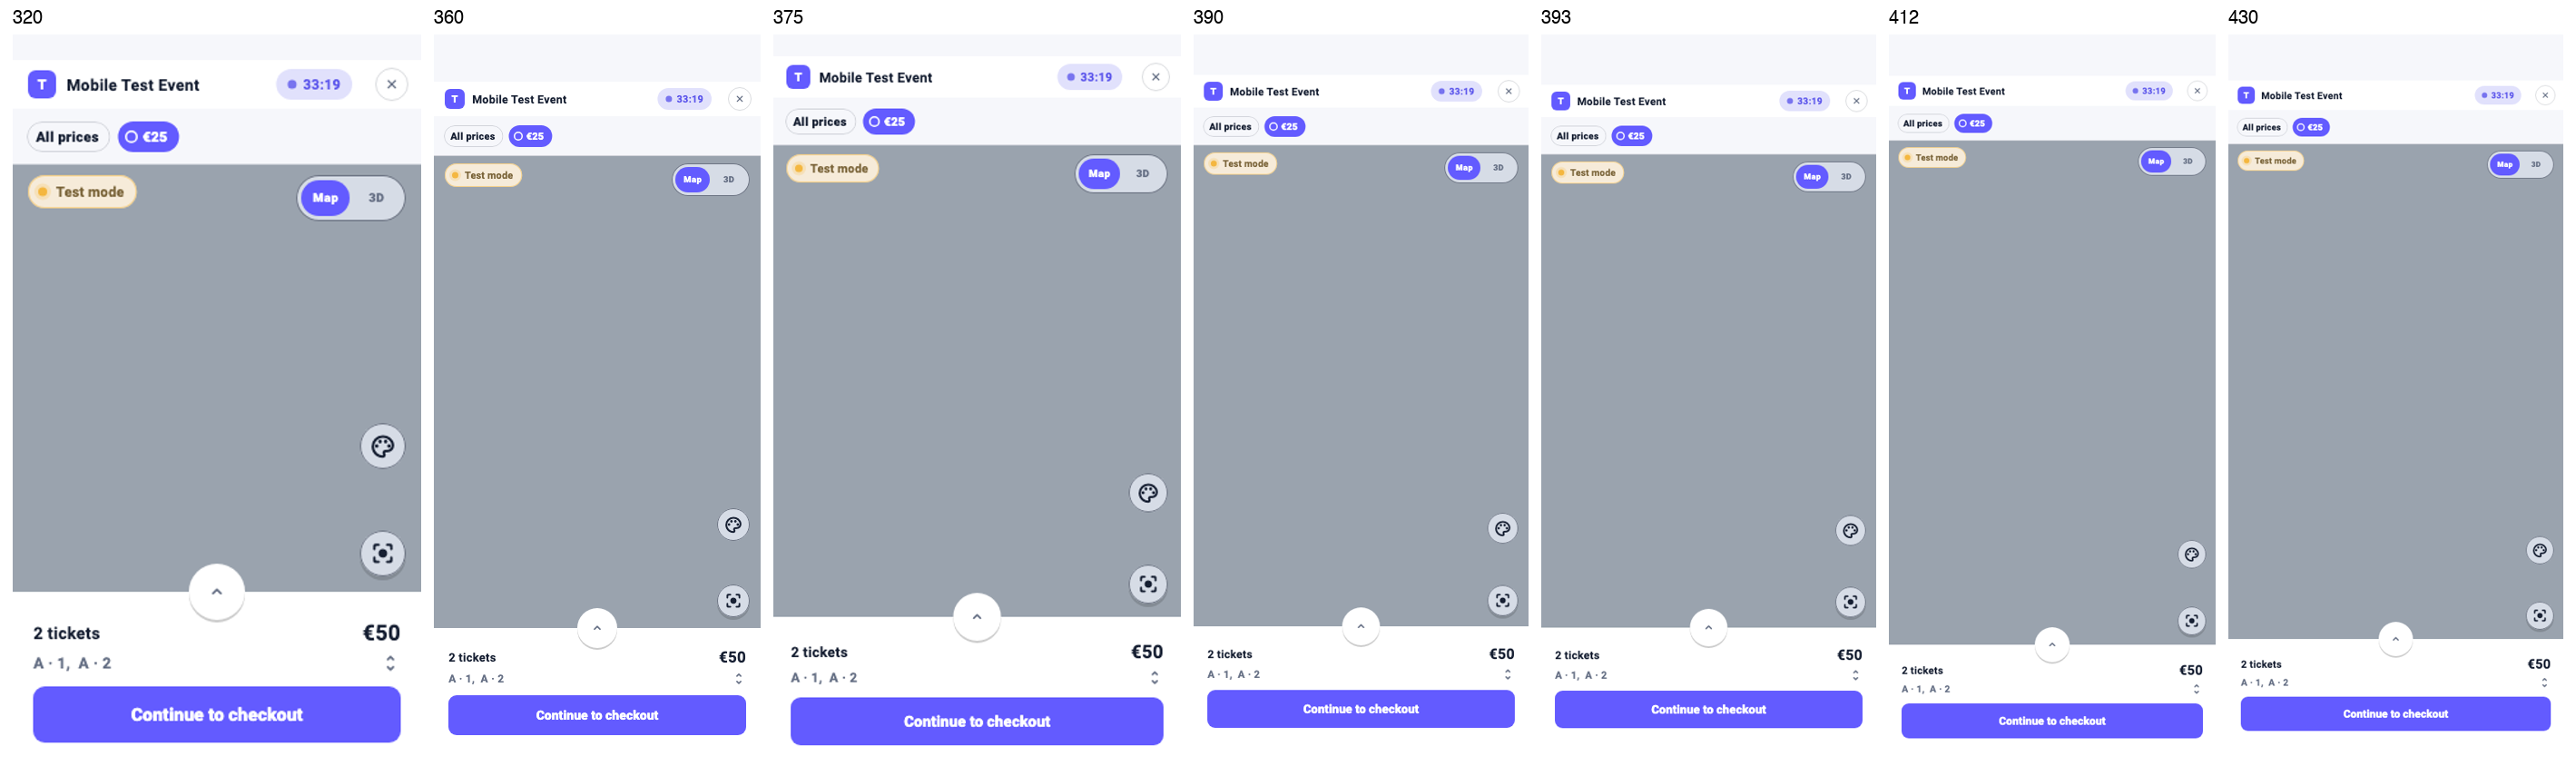 320
T Mobile Test Event 33:19
All prices €25
Test mode Map 3D
2 tickets €50
A · 1, A · 2
Continue to checkout
360
T Mobile Test Event 33:19
All prices €25
Test mode Map 3D
2 tickets €50
A · 1, A · 2
Continue to checkout
375
T Mobile Test Event 33:19
All prices €25
Test mode Map 3D
2 tickets €50
A · 1, A · 2
Continue to checkout
390
T Mobile Test Event 33:19
All prices €25
Test mode Map 3D
2 tickets €50
A · 1, A · 2
Continue to checkout
393
T Mobile Test Event 33:19
All prices €25
Test mode Map 3D
2 tickets €50
A · 1, A · 2
Continue to checkout
412
T Mobile Test Event 33:19
All prices €25
Test mode Map 3D
2 tickets €50
A · 1, A · 2
Continue to checkout
430
T Mobile Test Event 33:19
All prices €25
Test mode Map 3D
2 tickets €50
A · 1, A · 2
Continue to checkout